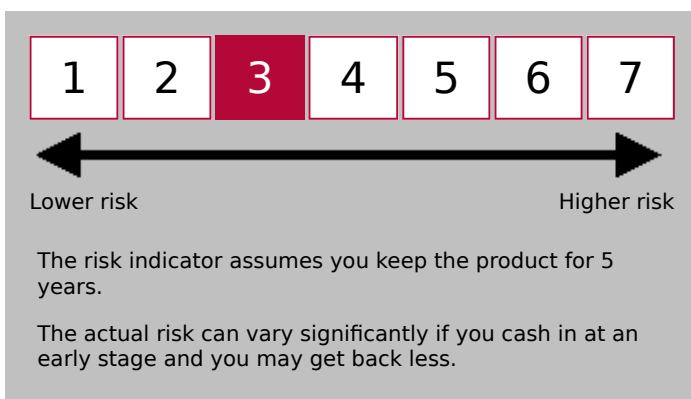 1 2 3 4 5 6 7
Lower risk Higher risk
The risk indicator assumes you keep the product for 5
years.
The actual risk can vary significantly if you cash in at an
early stage and you may get back less.